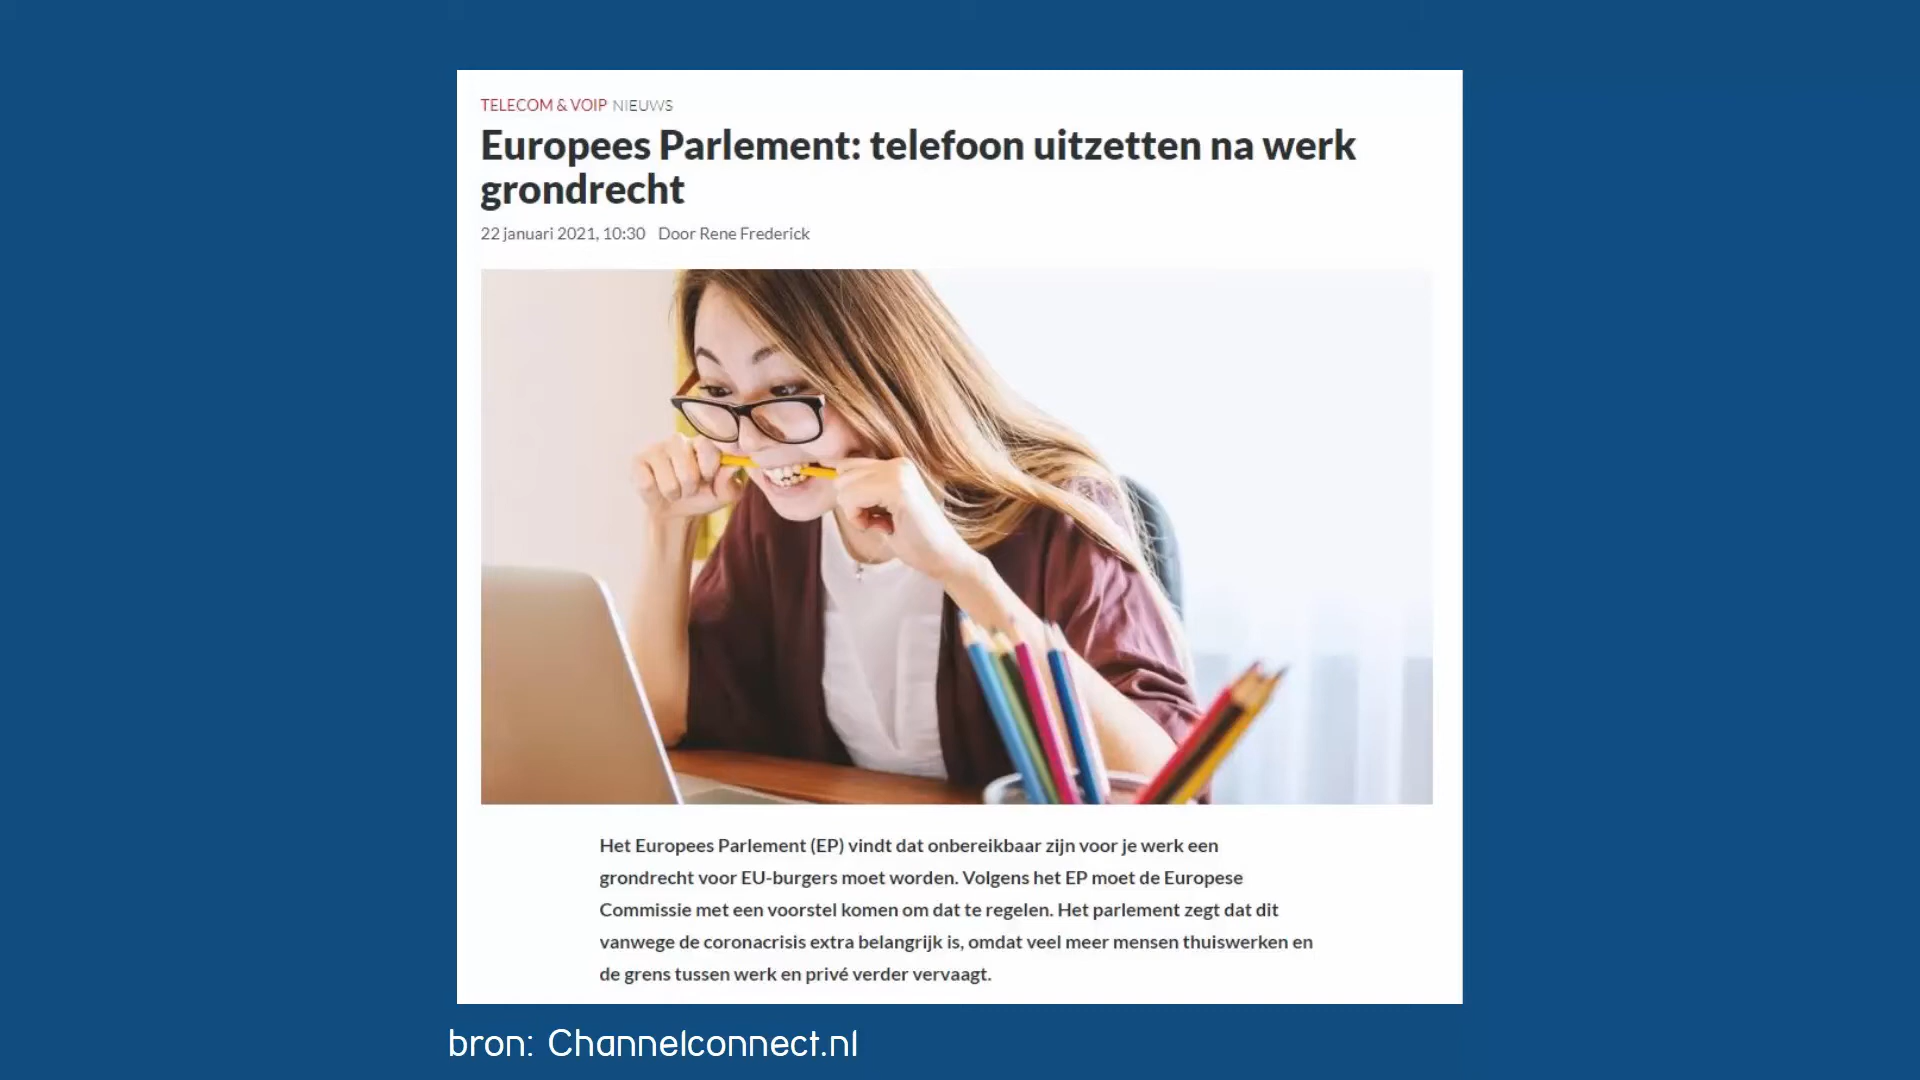 TELECOM & VOIP NIEUWS
Europees Parlement: telefoon uitzetten na werk
grondrecht
22 januari 2021, 10:30 Door Rene Frederick
Het Europees Parlement (EP) vindt dat onbereikbaar zijn voor je werk een
grondrecht voor EU-burgers moet worden. Volgens het EP moet de Europese
Commissie met een voorstel komen om dat te regelen. Het parlement zegt dat dit
vanwege de coronacrisis extra belangrijk is, omdat veel meer mensen thuiswerken en
de grens tussen werk en privé verder vervaagt.
bron: Channelconnect.nl